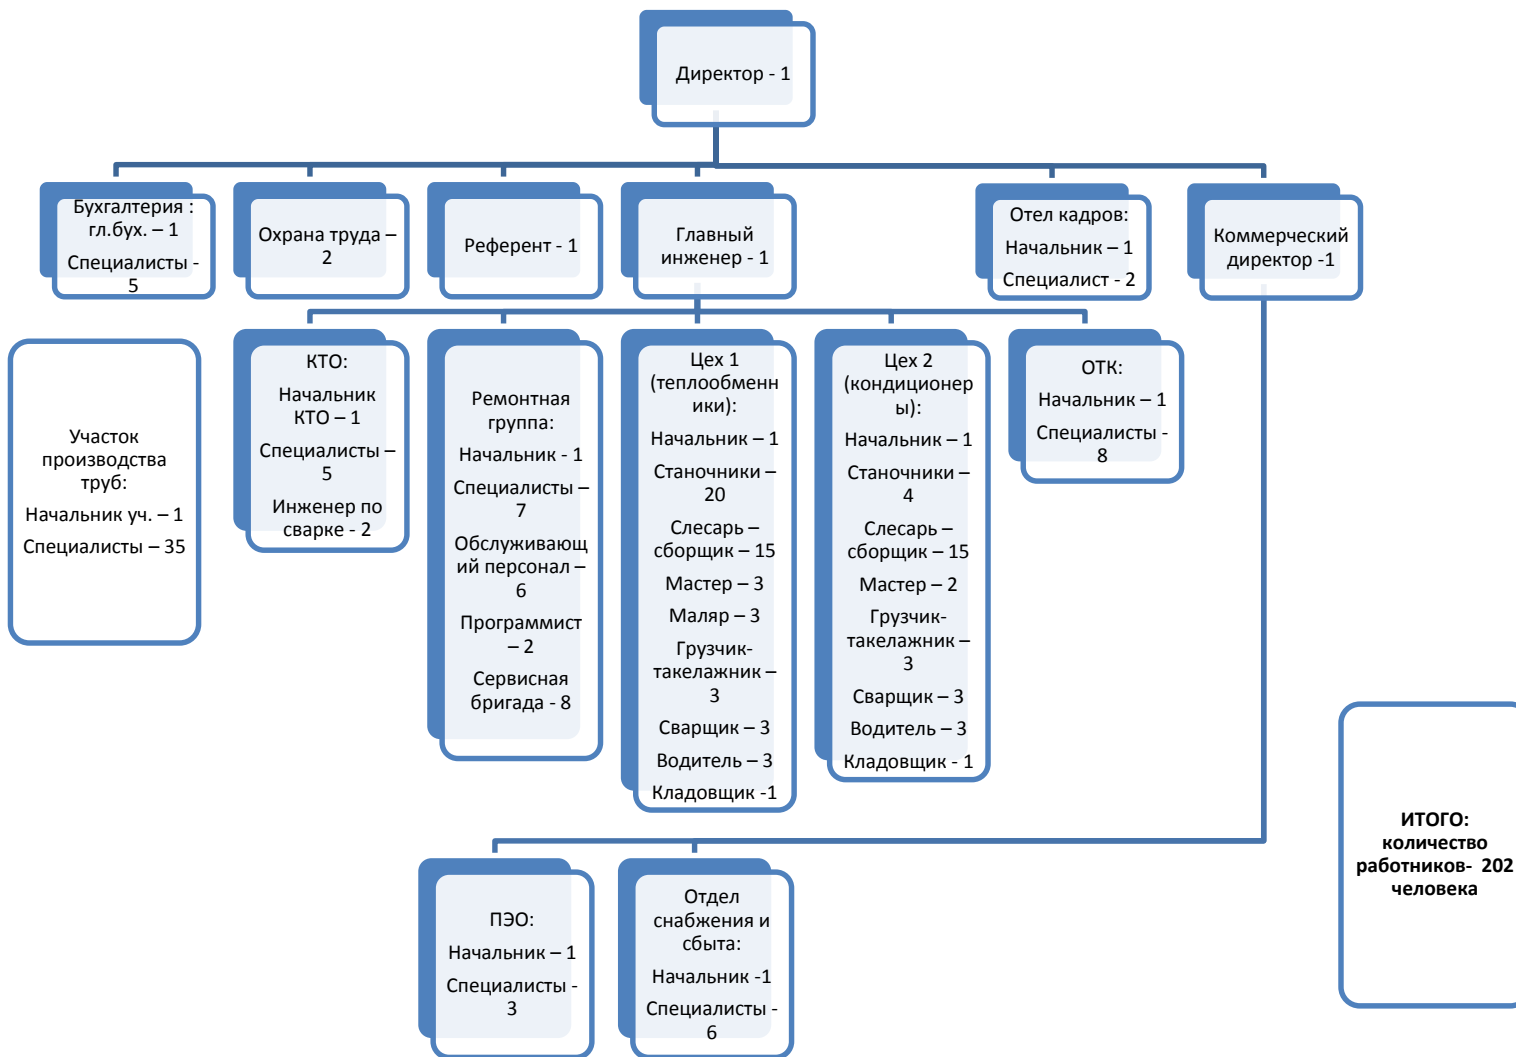 Директор - 1
Бухгалтерия :
гл.бух. – 1
Специалисты -
5
Охрана труда –
2
Референт - 1
Главный
инженер - 1
Отел кадров:
Начальник – 1
Специалист - 2
Коммерческий
директор -1
Участок
производства
труб:
Начальник уч. – 1
Специалисты – 35
КТО:
Начальник
КТО – 1
Специалисты –
5
Инженер по
сварке - 2
Ремонтная
группа:
Начальник - 1
Специалисты –
7
Обслуживающ
ий персонал –
6
Программист
– 2
Сервисная
бригада - 8
Цех 1
(теплообменн
ики):
Начальник – 1
Станочники –
20
Слесарь –
сборщик – 15
Мастер – 3
Маляр – 3
Грузчик-
такелажник –
3
Сварщик – 3
Водитель – 3
Кладовщик -1
Цех 2
(кондиционер
ы):
Начальник – 1
Станочники –
4
Слесарь –
сборщик – 15
Мастер – 2
Грузчик-
такелажник –
3
Сварщик – 3
Водитель – 3
Кладовщик - 1
ОТК:
Начальник – 1
Специалисты -
8
ПЭО:
Начальник – 1
Специалисты -
3
Отдел
снабжения и
сбыта:
Начальник -1
Специалисты -
6
ИТОГО:
количество
работников- 202
человека